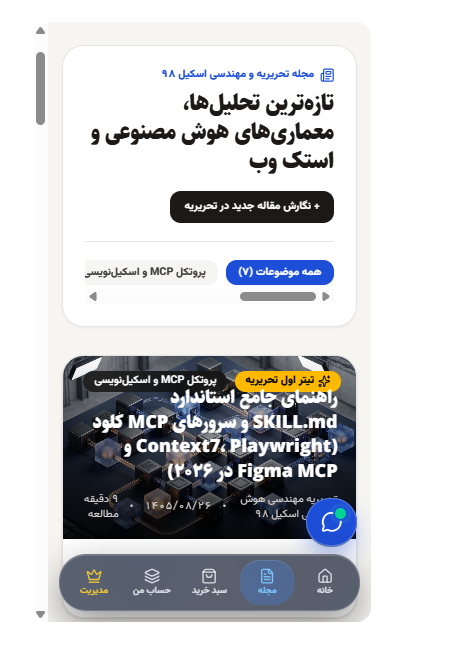 مجله تحریریه و مهندسی اسکیل ۹۸
تازه‌ترین تحلیل‌ها،
معماری‌های هوش مصنوعی و
استک وب
+ نگارش مقاله جدید در تحریریه
همه موضوعات (۷)
پروتکل MCP و اسکیل‌نویسی
تیتر اول تحریریه
پروتکل MCP و اسکیل‌نویسی
راهنمای جامع استاندارد
SKILL.md و سرورهای MCP کلود
(Context7، Playwright و
Figma MCP در ۲۰۲۶)
تحریریه مهندسی هوش
اسکیل ۹۸
•
۱۴۰۵/۰۸/۲۶
•
۹ دقیقه
مطالعه
خانه
مجله
سبد خرید
حساب من
مدیریت